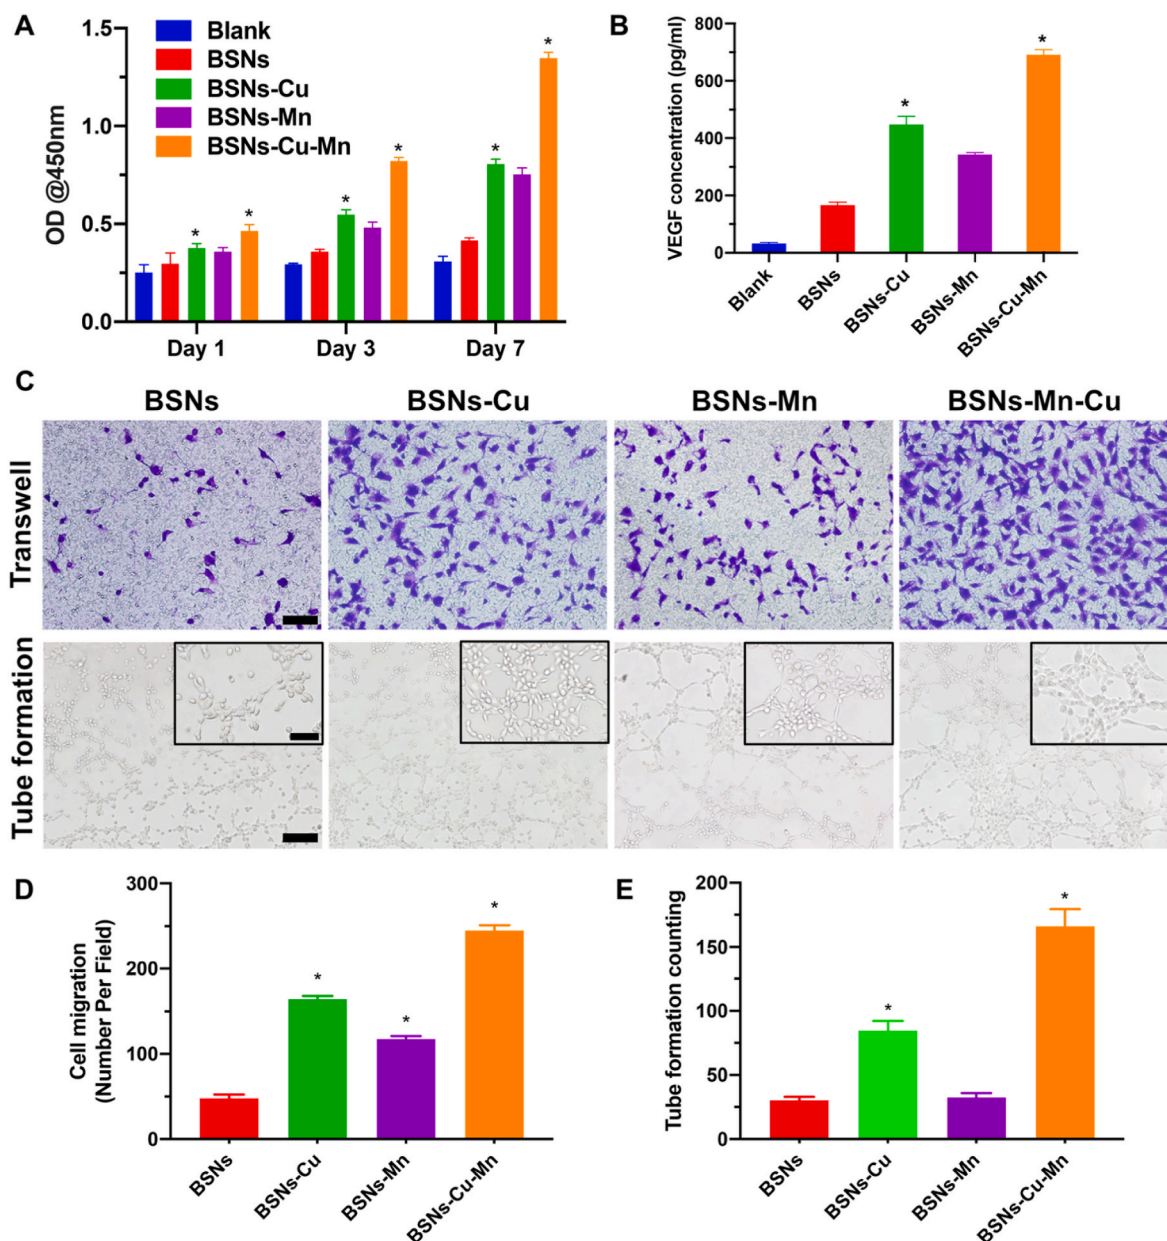 A
1.5
1.0
0.5
0.0
OD @450nm
Blank
BSNs
BSNs-Cu
BSNs-Mn
BSNs-Cu-Mn
* * * * * *
Day 1 Day 3 Day 7
B
800
600
400
200
0
VEGF concentration (pg/ml)
* *
Blank
BSNs
BSNs-Cu
BSNs-Mn
BSNs-Cu-Mn
C
BSNs BSNs-Cu BSNs-Mn BSNs-Mn-Cu
Transwell
Tube formation
D
300
200
100
0
Cell migration
(Number Per Field)
* * *
BSNs
BSNs-Cu
BSNs-Mn
BSNs-Cu-Mn
E
200
150
100
50
0
Tube formation counting
* *
BSNs
BSNs-Cu
BSNs-Mn
BSNs-Cu-Mn